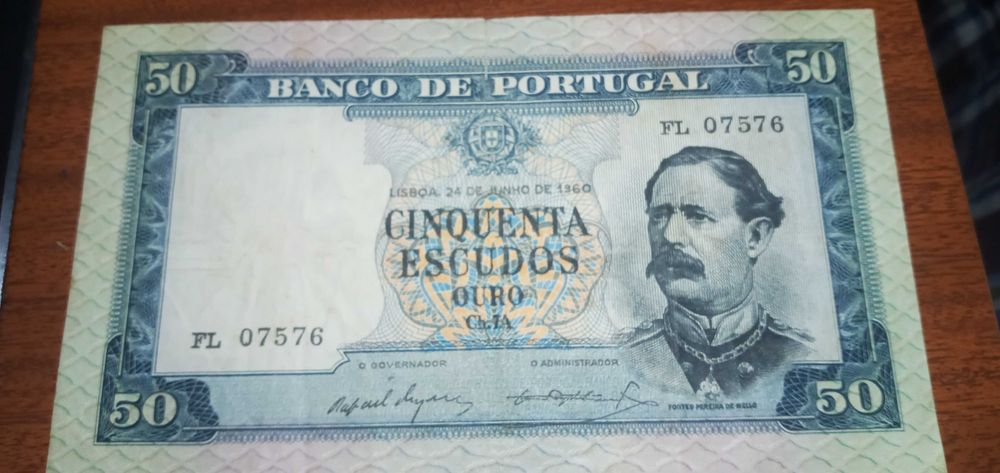 50 50
BANCO DE PORTUGAL
FL 07576
LISBOA, 24 DE JUNHO DE 1960
CINQUENTA
ESCUDOS
OURO
Ch.7A
FL 07576
O GOVERNADOR O ADMINISTRADOR
FONTES PEREIRA DE MELLO
50 50